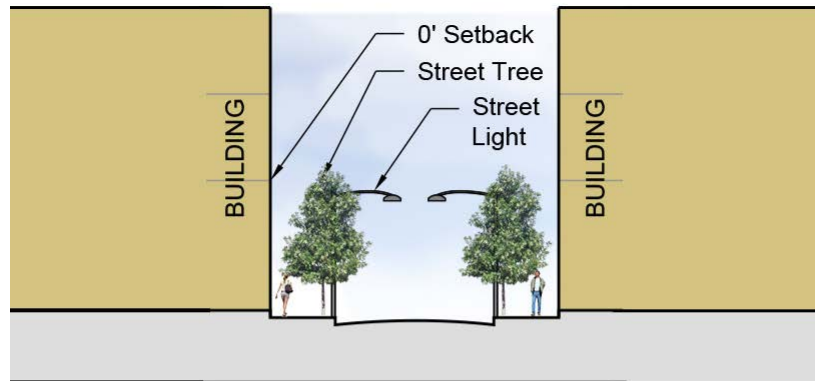 0' Setback
Street Tree
Street
Light
BUILDING
BUILDING